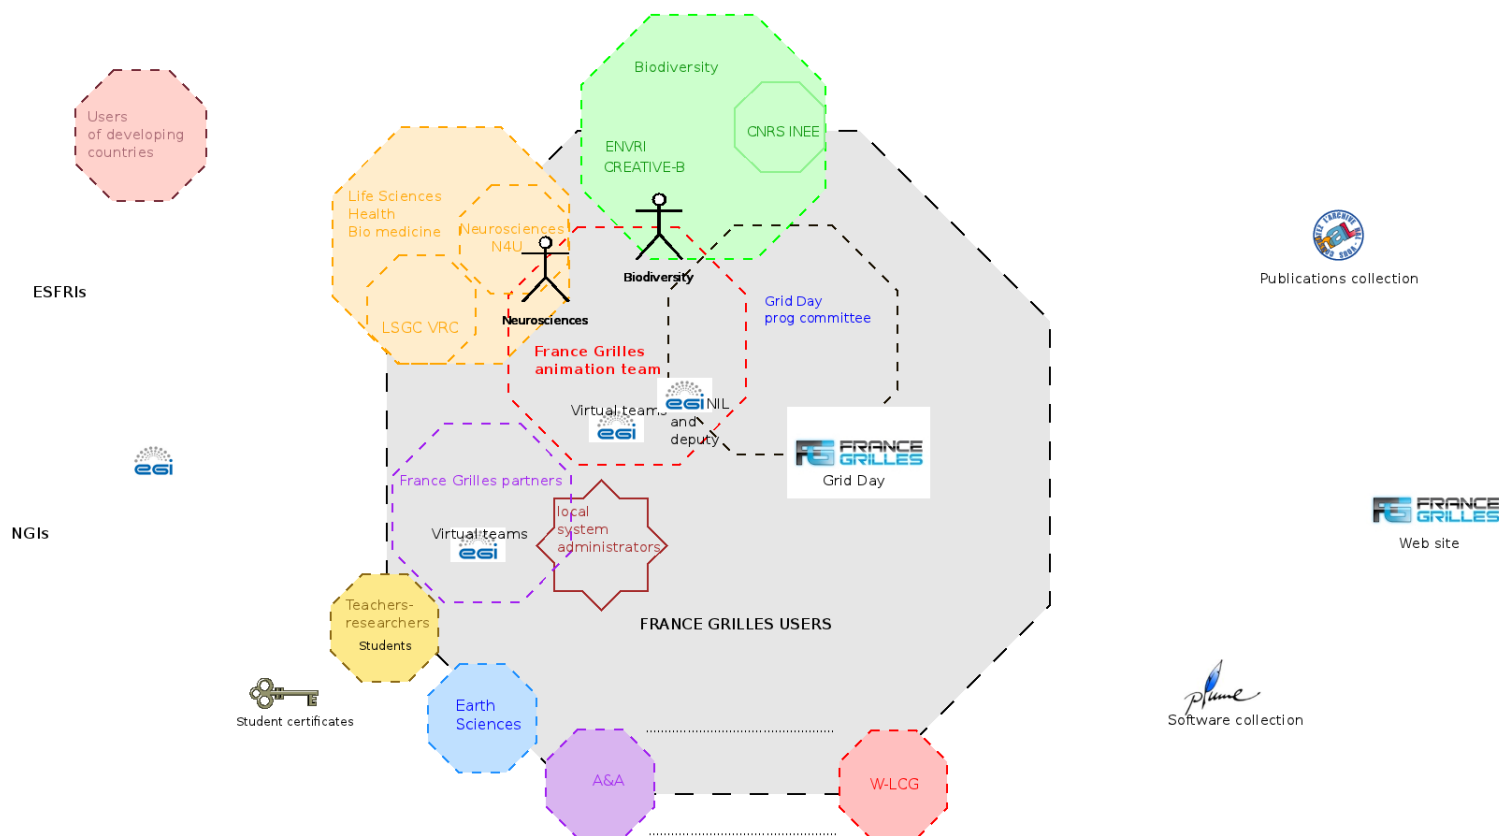 Biodiversity
Users
of developing
countries
CNRS INEE
ENVRI
CREATIVE-B
Life Sciences
Health
Bio medicine
Neurosciences
N4U
Biodiversity
Publications collection
ESFRIs
Grid Day
prog committee
Neurosciences
LSGC VRC
France Grilles
animation team
Virtual teams
egi
egi
NIL
and
deputy
FRANCE
GRILLES
Grid Day
egi
France Grilles partners
Virtual teams
egi
local
system
administrators
FRANCE
GRILLES
Web site
NGIs
Teachers-
researchers
Students
FRANCE GRILLES USERS
Student certificates
Earth
Sciences
plume
Software collection
A&A
W-LCG